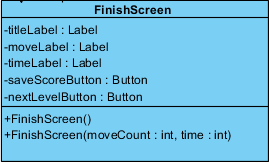 FinishScreen
-titleLabel : Label
-moveLabel : Label
-timeLabel : Label
-saveScoreButton : Button
-nextLevelButton : Button
+FinishScreen()
+FinishScreen(moveCount : int, time : int)